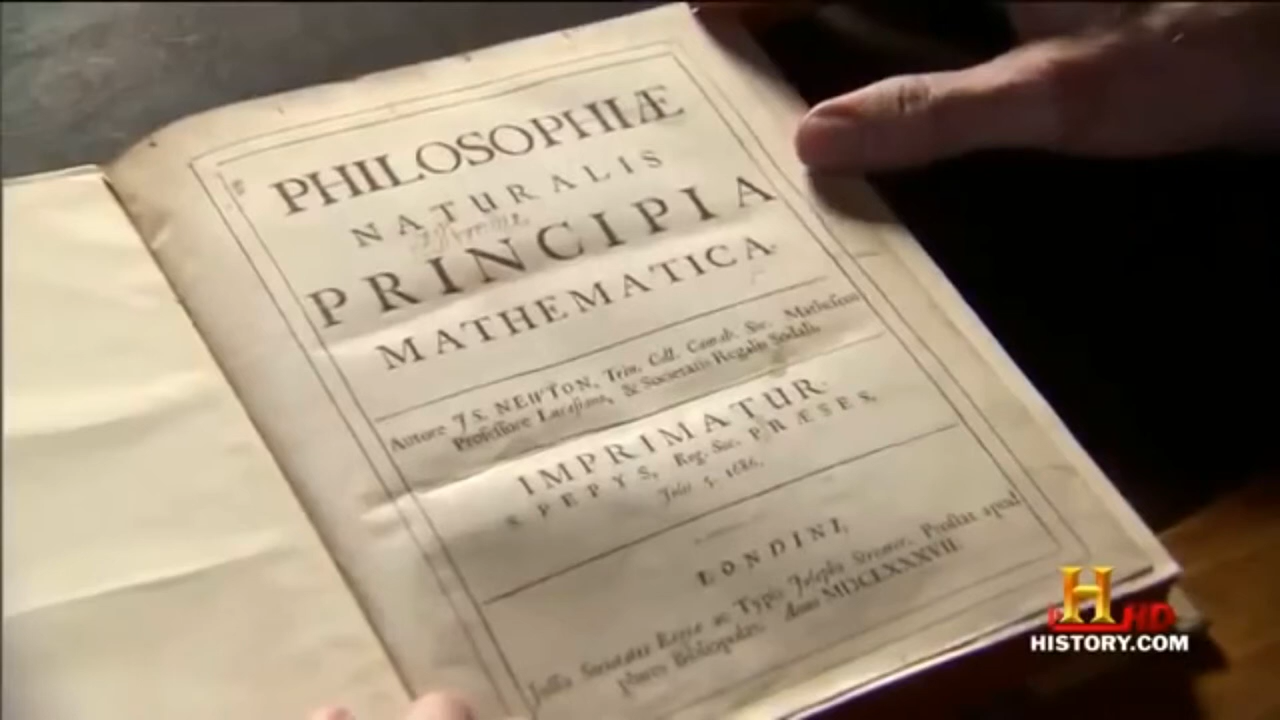 PHILOSOPHIÆ
NATURALIS
PRINCIPIA
MATHEMATICA.
Autore JS. NEWTON, Trin. Coll. Cantab. Soc. Matheseos
Professore Lucasiano, & Societatis Regalis Sodali.
IMPRIMATUR.
S. PEPYS, Reg. Soc. PRÆSES.
Julii 5. 1686.
LONDINI,
Jussu Societatis Regiæ ac Typis Josephi Streater. Prostat apud
plures Bibliopolas. Anno MDCLXXXVII.
H HD
HISTORY.COM